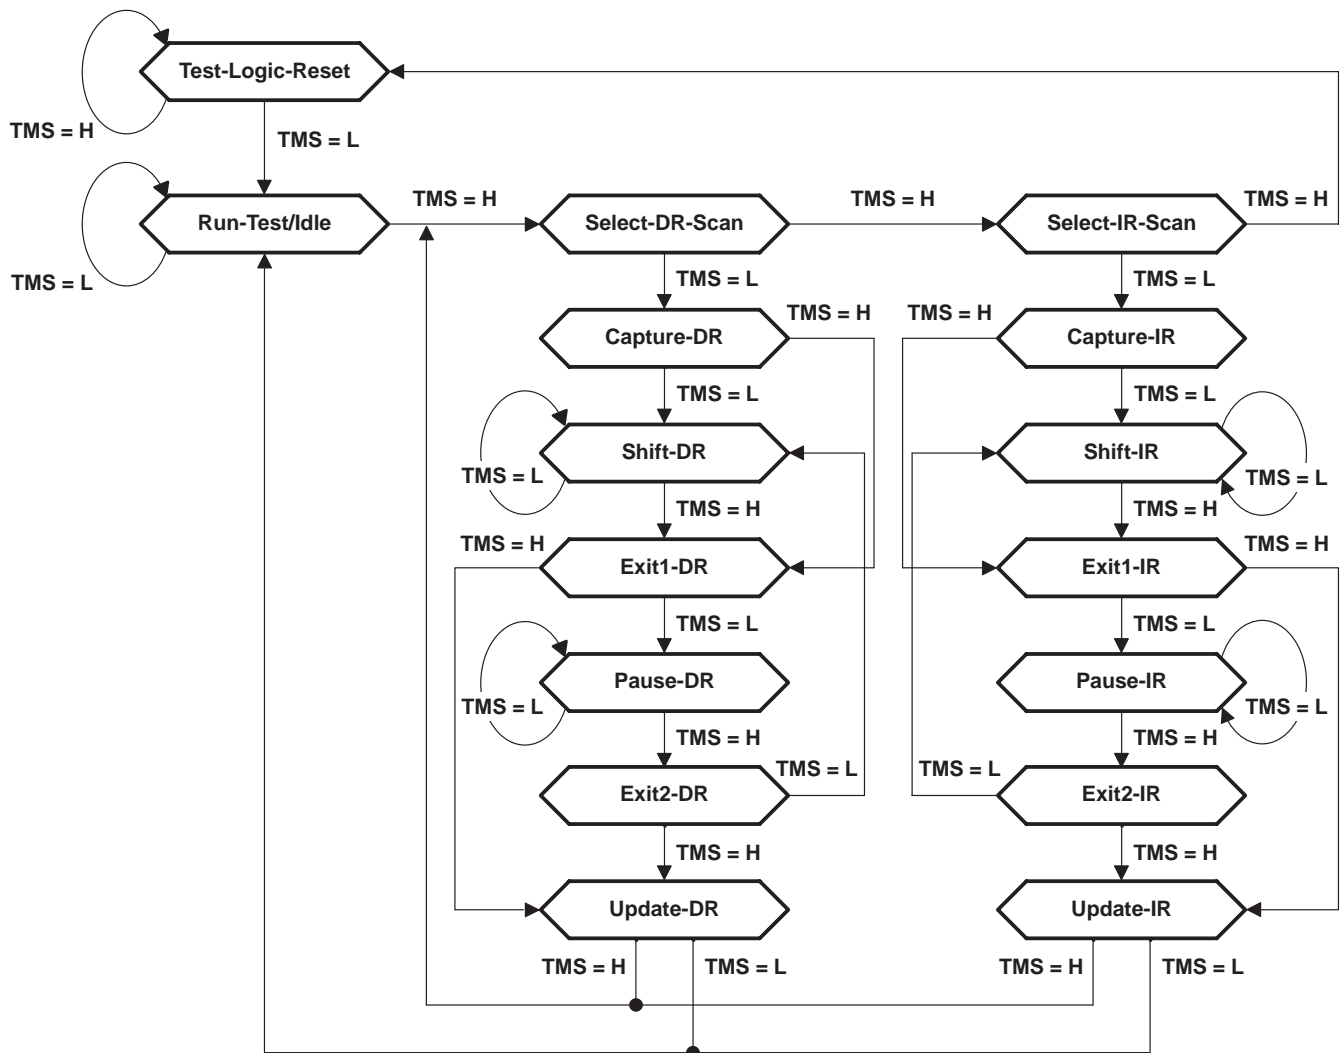 Test-Logic-Reset
TMS = H
TMS = L
TMS = H
TMS = H
TMS = H
Run-Test/Idle
Select-DR-Scan
Select-IR-Scan
TMS = L
TMS = L
TMS = L
TMS = H
TMS = H
Capture-DR
Capture-IR
TMS = L
TMS = L
Shift-DR
Shift-IR
TMS = L
TMS = L
TMS = H
TMS = H
TMS = H
TMS = H
Exit1-DR
Exit1-IR
TMS = L
TMS = L
Pause-DR
Pause-IR
TMS = L
TMS = L
TMS = H
TMS = H
TMS = L
TMS = L
Exit2-DR
Exit2-IR
TMS = H
TMS = H
Update-DR
Update-IR
TMS = H
TMS = L
TMS = H
TMS = L